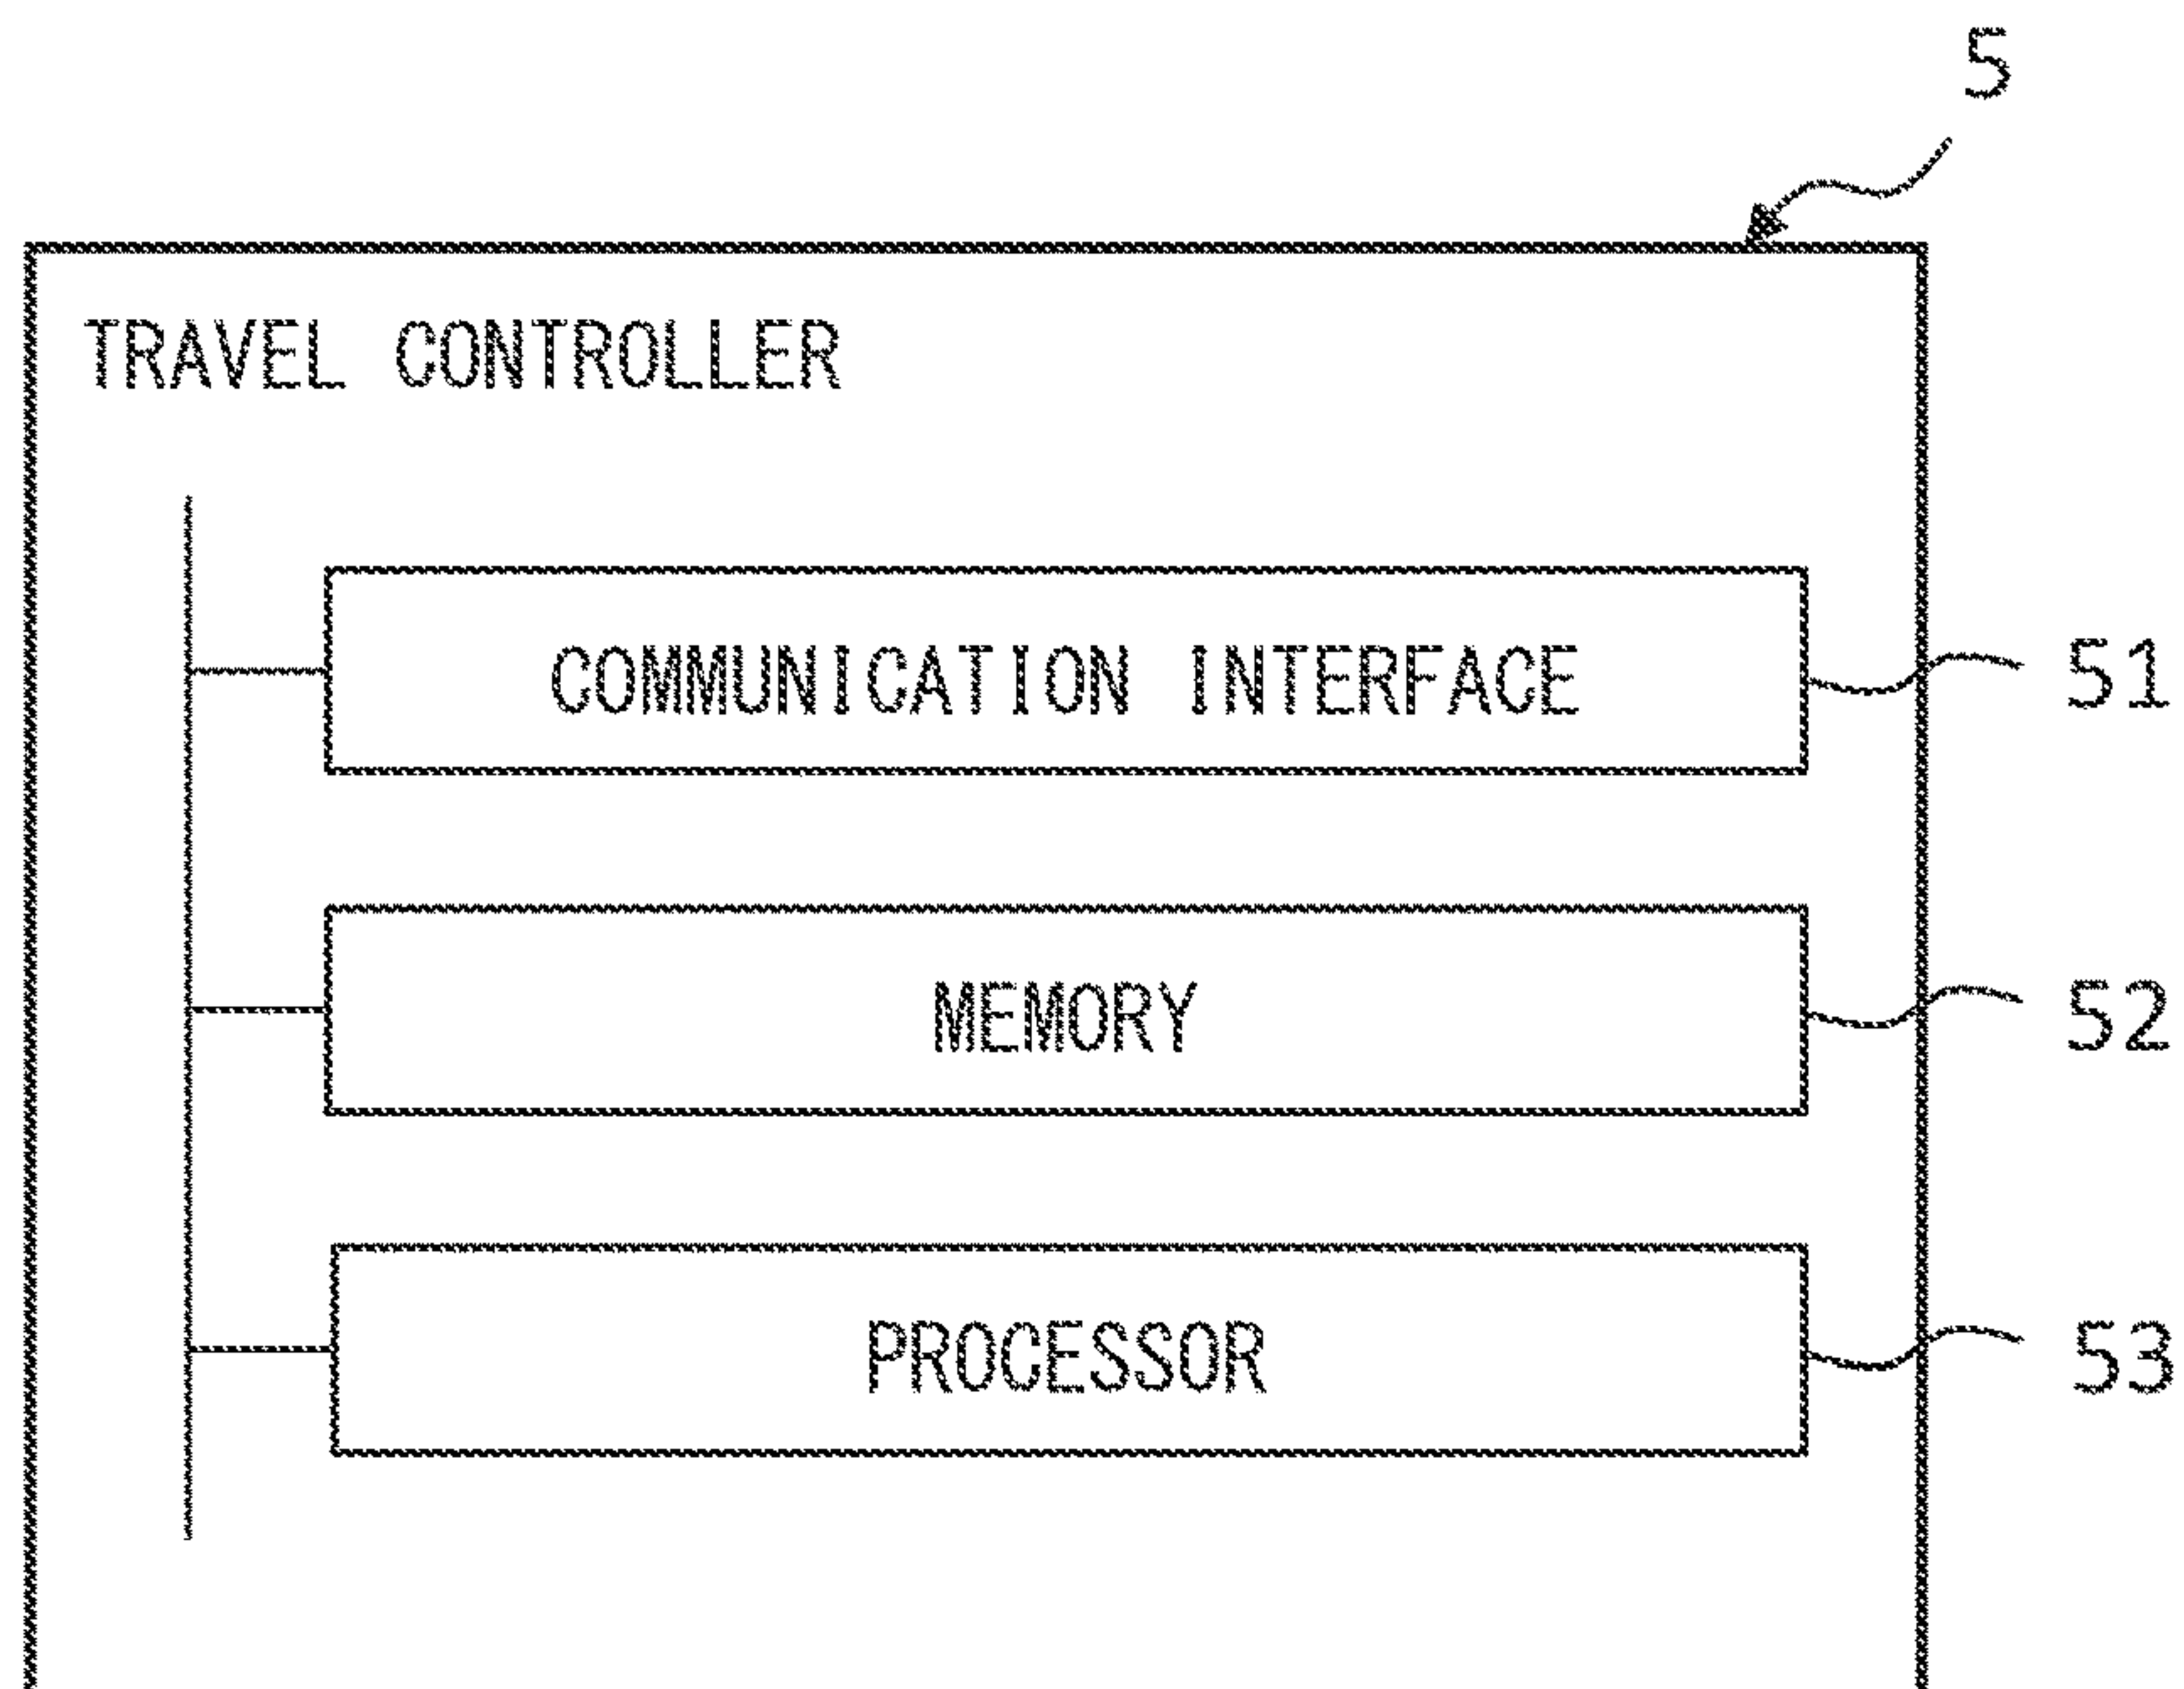 5
TRAVEL CONTROLLER
COMMUNICATION INTERFACE 51
MEMORY 52
PROCESSOR 53